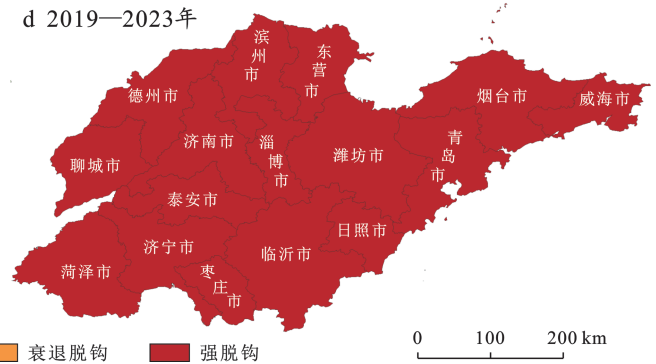 d 2019—2023年
滨州市
东营市
德州市
烟台市
威海市
济南市
淄博市
潍坊市
青岛市
聊城市
泰安市
日照市
济宁市
临沂市
菏泽市
枣庄市
衰退脱钩
强脱钩
0 100 200 km